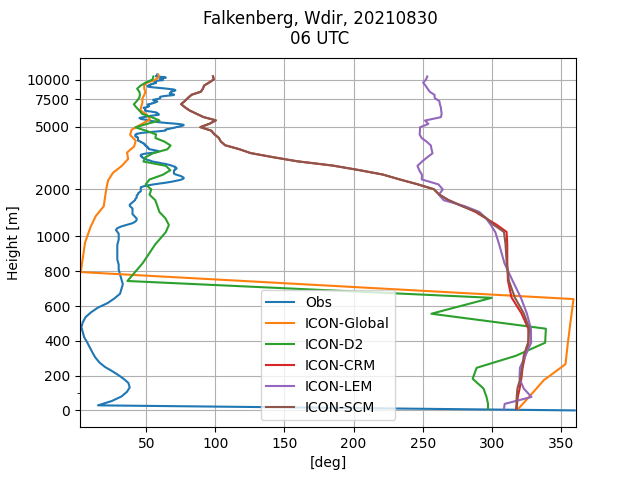 Falkenberg, Wdir, 20210830
06 UTC
10000
7500
5000
2000
1000
800
600
400
200
0
Height [m]
Obs
ICON-Global
ICON-D2
ICON-CRM
ICON-LEM
ICON-SCM
50
100
150
200
250
300
350
[deg]